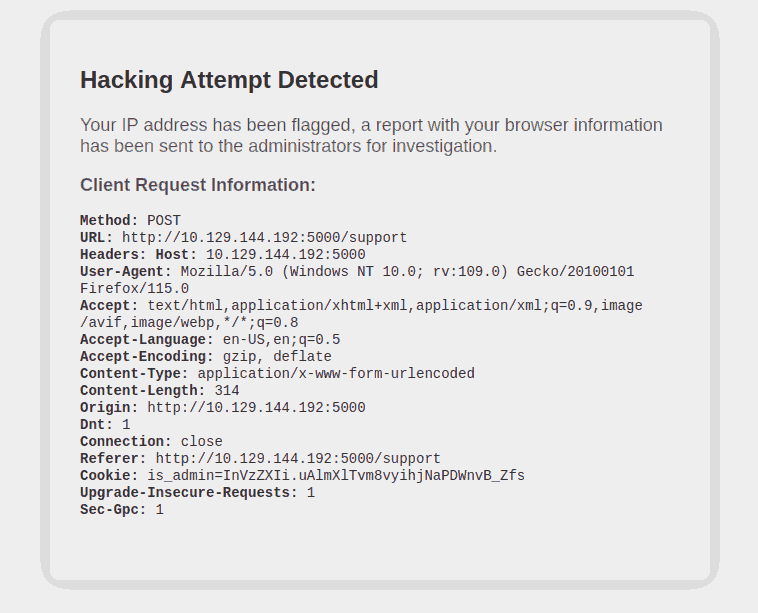 Hacking Attempt Detected
Your IP address has been flagged, a report with your browser information
has been sent to the administrators for investigation.
Client Request Information:
Method: POST
URL: http://10.129.144.192:5000/support
Headers: Host: 10.129.144.192:5000
User-Agent: Mozilla/5.0 (Windows NT 10.0; rv:109.0) Gecko/20100101
Firefox/115.0
Accept: text/html,application/xhtml+xml,application/xml;q=0.9,image
/avif,image/webp,*/*;q=0.8
Accept-Language: en-US,en;q=0.5
Accept-Encoding: gzip, deflate
Content-Type: application/x-www-form-urlencoded
Content-Length: 314
Origin: http://10.129.144.192:5000
Dnt: 1
Connection: close
Referer: http://10.129.144.192:5000/support
Cookie: is_admin=InVzZXIi.uAlmXlTvm8vyihjNaPDWnvB_Zfs
Upgrade-Insecure-Requests: 1
Sec-Gpc: 1